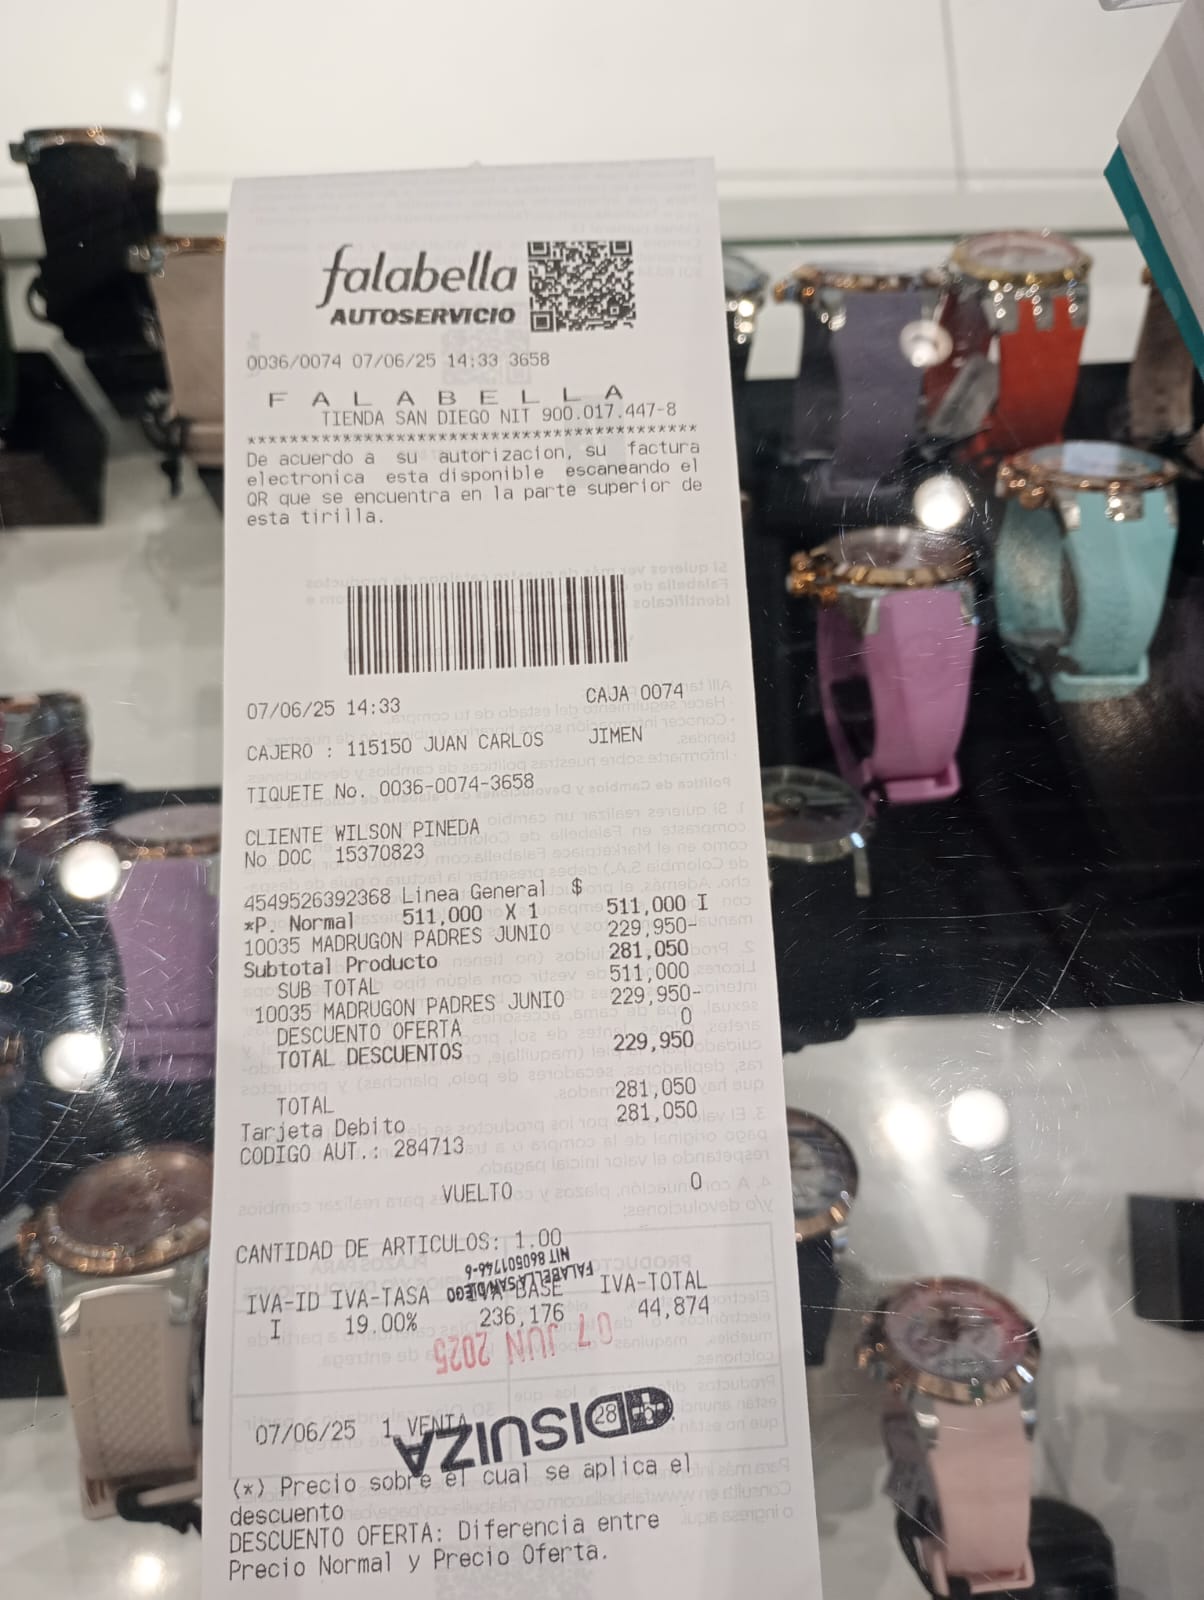 falabella
AUTOSERVICIO
0036/0074 07/06/25 14:33 3658
F A L A B E L L A
TIENDA SAN DIEGO NIT 900.017.447-8
******************************************
De acuerdo a su autorizacion, su factura
electronica esta disponible escaneando el
QR que se encuentra en la parte superior de
esta tirilla.
07/06/25 14:33 CAJA 0074
CAJERO : 115150 JUAN CARLOS JIMEN
TIQUETE No. 0036-0074-3658
CLIENTE WILSON PINEDA
No DOC 15370823
4549526392368 Linea General $
*P. Normal 511,000 X 1 511,000 I
10035 MADRUGON PADRES JUNIO 229,950-
Subtotal Producto 281,050
SUB TOTAL 511,000
10035 MADRUGON PADRES JUNIO 229,950-
DESCUENTO OFERTA 0
TOTAL DESCUENTOS 229,950
TOTAL 281,050
Tarjeta Debito 281,050
CODIGO AUT.: 284713
VUELTO 0
CANTIDAD DE ARTICULOS: 1.00
NIT 860501746-6
FALABELLA SAN DIEGO
IVA-ID IVA-TASA IVA-BASE IVA-TOTAL
I 19.00% 236,176 44,874
07 JUN 2025
07/06/25 1 VENTA
DISUIZA
(*) Precio sobre el cual se aplica el
descuento
DESCUENTO OFERTA: Diferencia entre
Precio Normal y Precio Oferta.